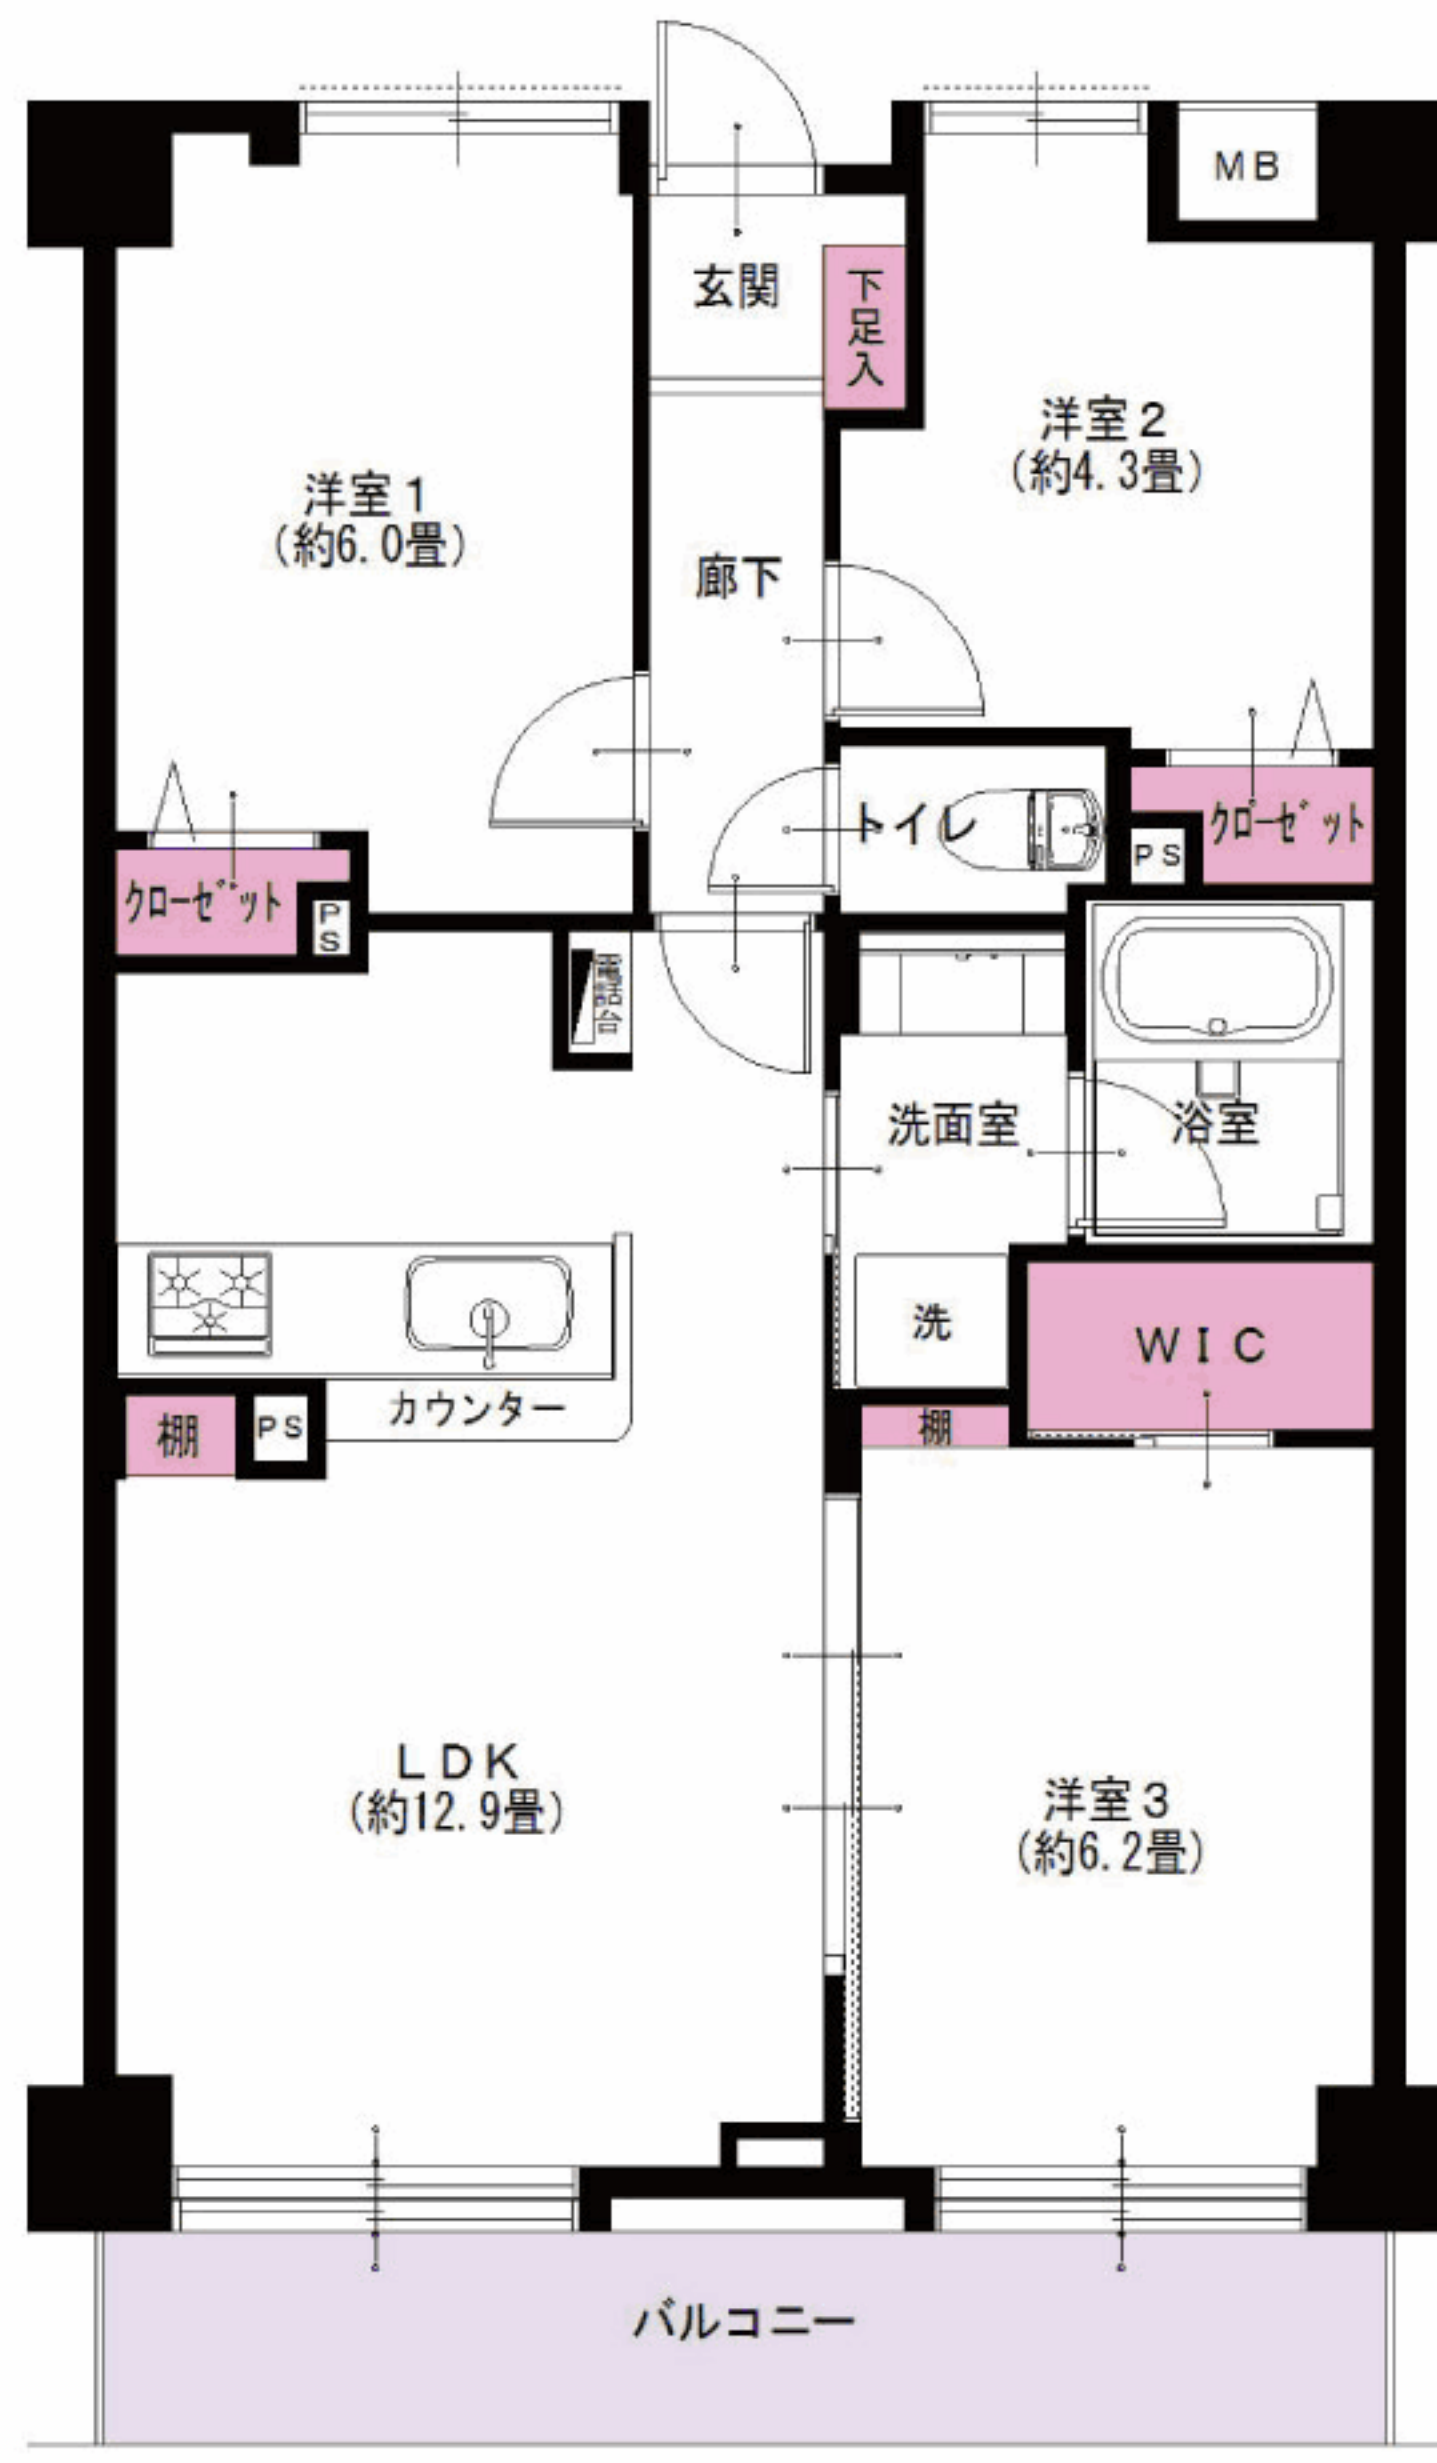 MB
玄関
下足入
洋室2
(約4.3畳)
洋室1
(約6.0畳)
廊下
トイレ
クローゼット
PS
クローゼット
PS
電話台
洗面室
浴室
洗
WIC
カウンター
棚
PS
棚
LDK
(約12.9畳)
洋室3
(約6.2畳)
バルコニー